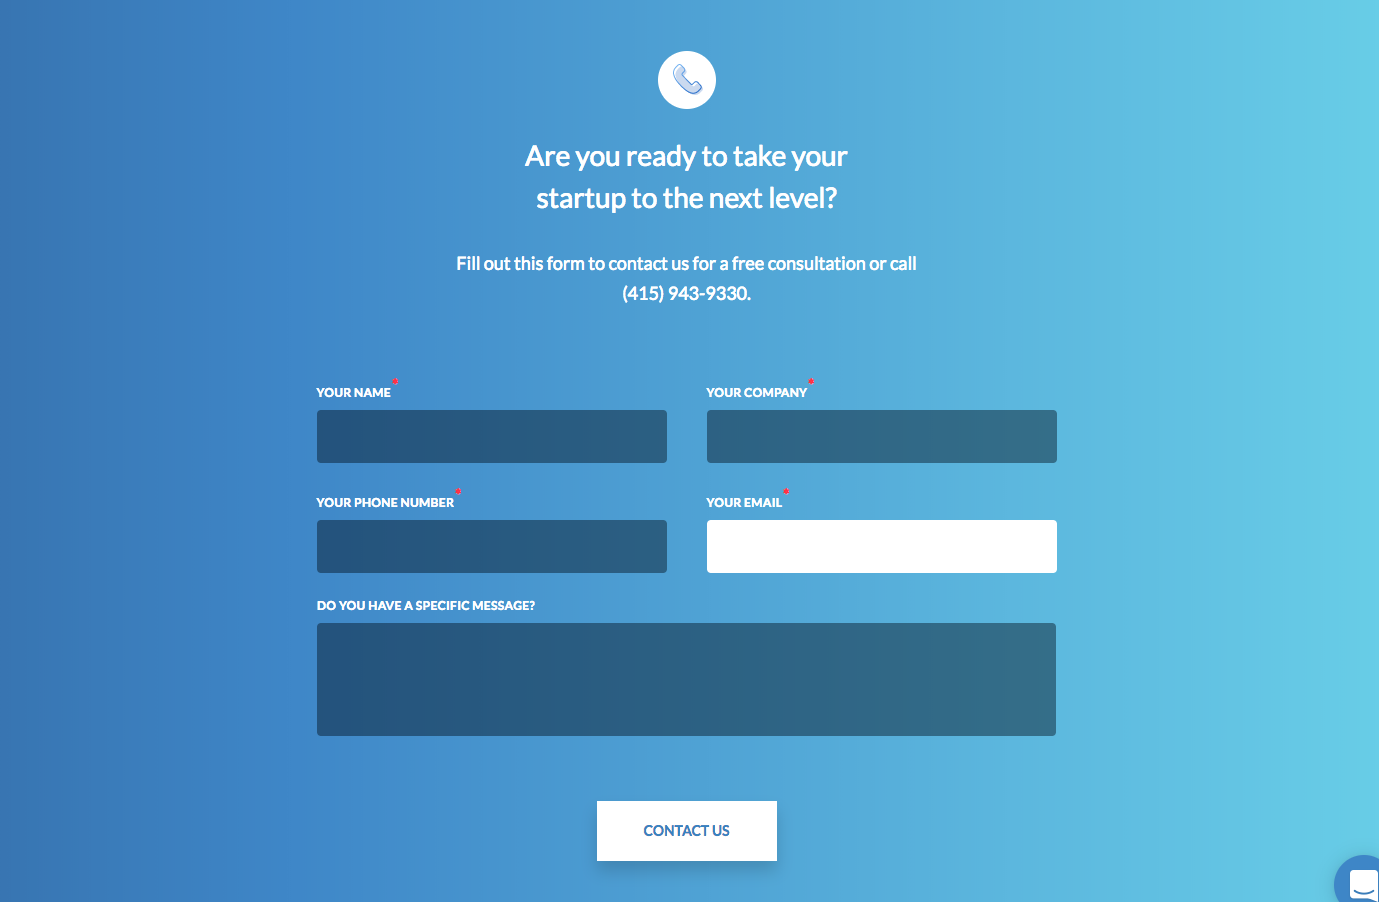 Are you ready to take your
startup to the next level?
Fill out this form to contact us for a free consultation or call
(415) 943-9330.
YOUR NAME*
YOUR COMPANY*
YOUR PHONE NUMBER*
YOUR EMAIL*
DO YOU HAVE A SPECIFIC MESSAGE?
CONTACT US